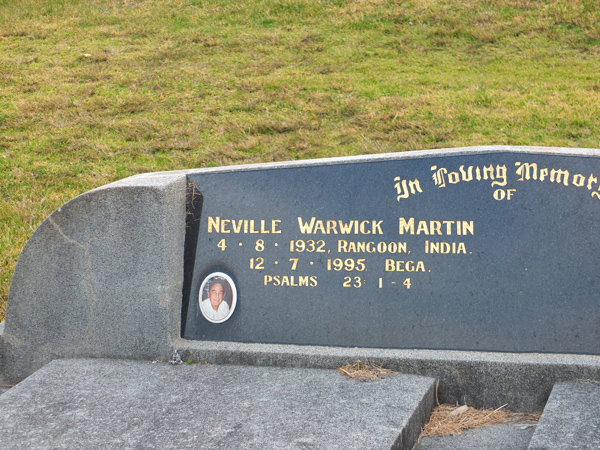 In Loving Memory
OF
NEVILLE WARWICK MARTIN
4 · 8 · 1932, RANGOON, INDIA.
12 · 7 · 1995 BEGA.
PSALMS 23 1-4